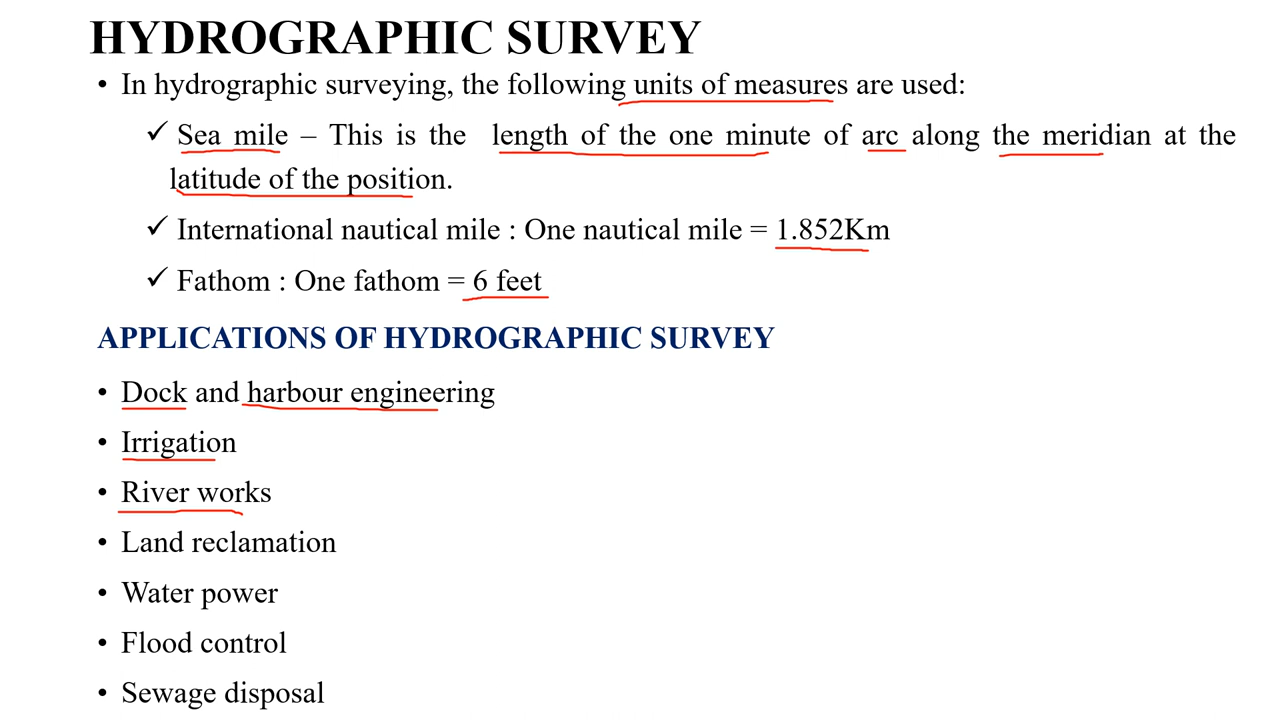 HYDROGRAPHIC SURVEY
• In hydrographic surveying, the following units of measures are used:
✓ Sea mile – This is the length of the one minute of arc along the meridian at the
latitude of the position.
✓ International nautical mile : One nautical mile = 1.852Km
✓ Fathom : One fathom = 6 feet
APPLICATIONS OF HYDROGRAPHIC SURVEY
• Dock and harbour engineering
• Irrigation
• River works
• Land reclamation
• Water power
• Flood control
• Sewage disposal